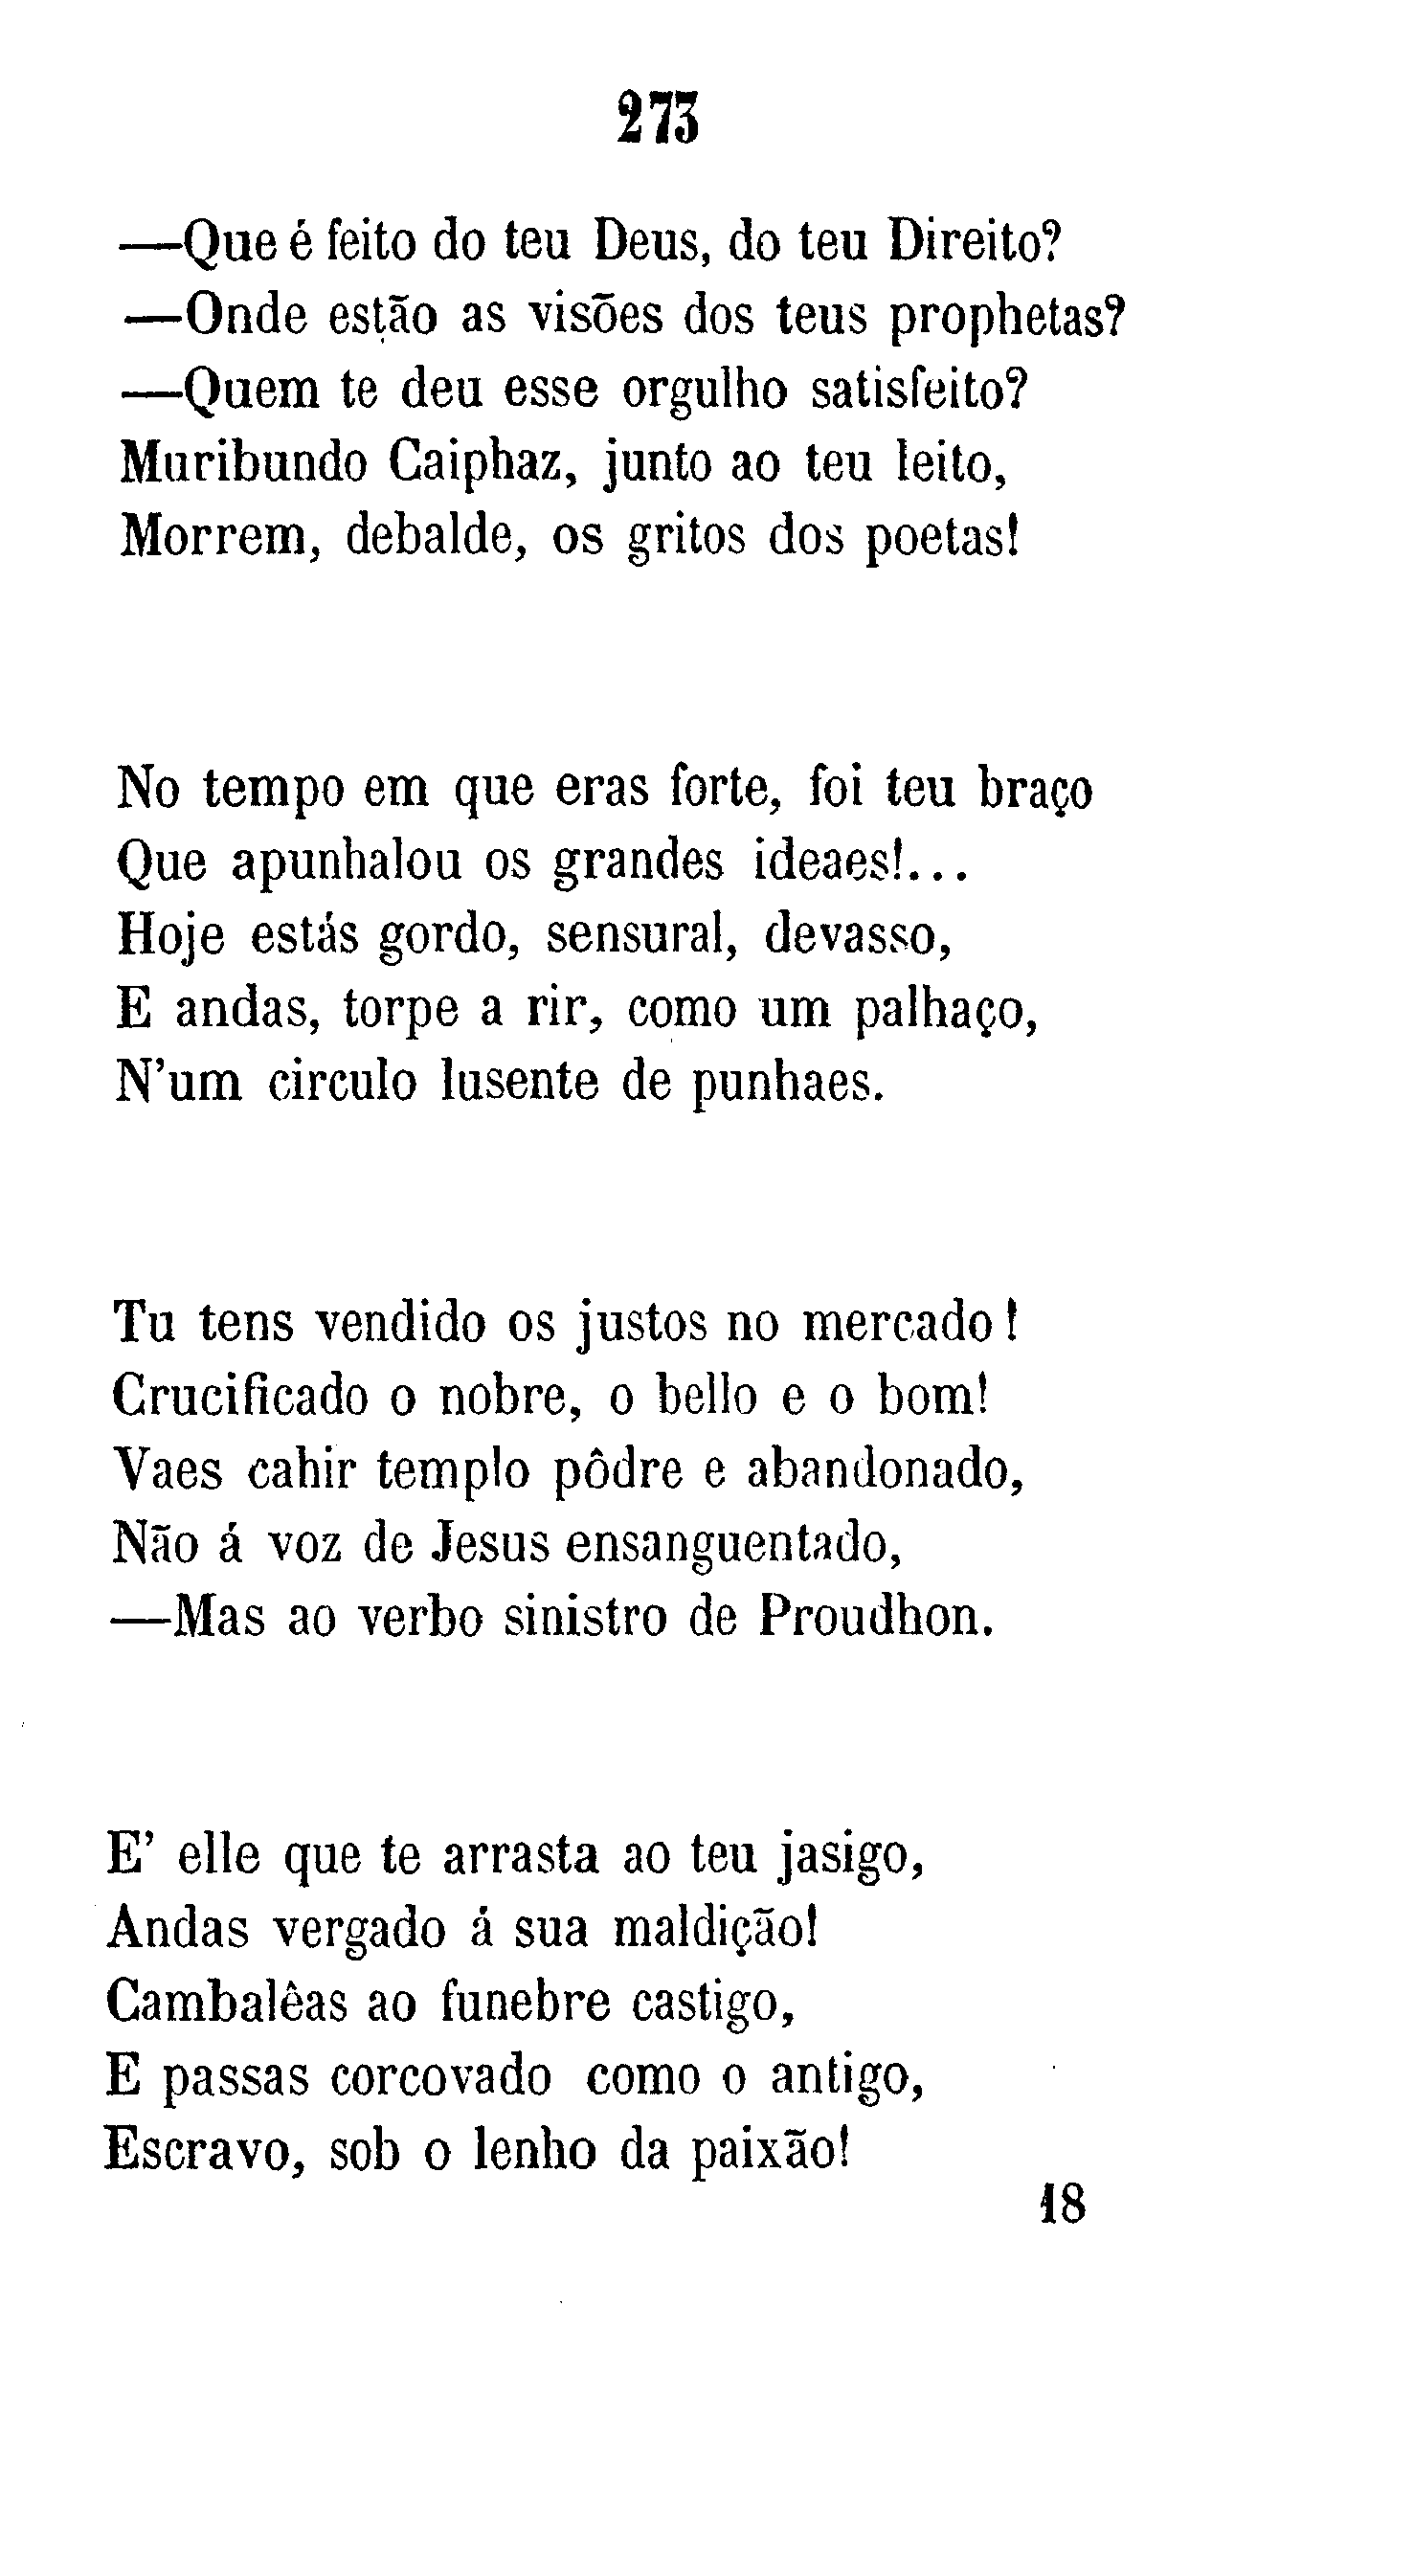 273
—Que é feito do teu Deus, do teu Direito?
—Onde estão as visões dos teus prophetas?
—Quem te deu esse orgulho satisfeito?
Muribundo Caiphaz, junto ao teu leito,
Morrem, debalde, os gritos dos poetas!
No tempo em que eras forte, foi teu braço
Que apunhalou os grandes ideaes!...
Hoje estás gordo, sensural, devasso,
E andas, torpe a rir, como um palhaço,
N'um circulo lusente de punhaes.
Tu tens vendido os justos no mercado!
Crucificado o nobre, o bello e o bom!
Vaes cahir templo pôdre e abandonado,
Não á voz de Jesus ensanguentado,
—Mas ao verbo sinistro de Proudhon.
E' elle que te arrasta ao teu jasigo,
Andas vergado á sua maldição!
Cambalêas ao funebre castigo,
E passas corcovado como o antigo,
Escravo, sob o lenho da paixão!
18